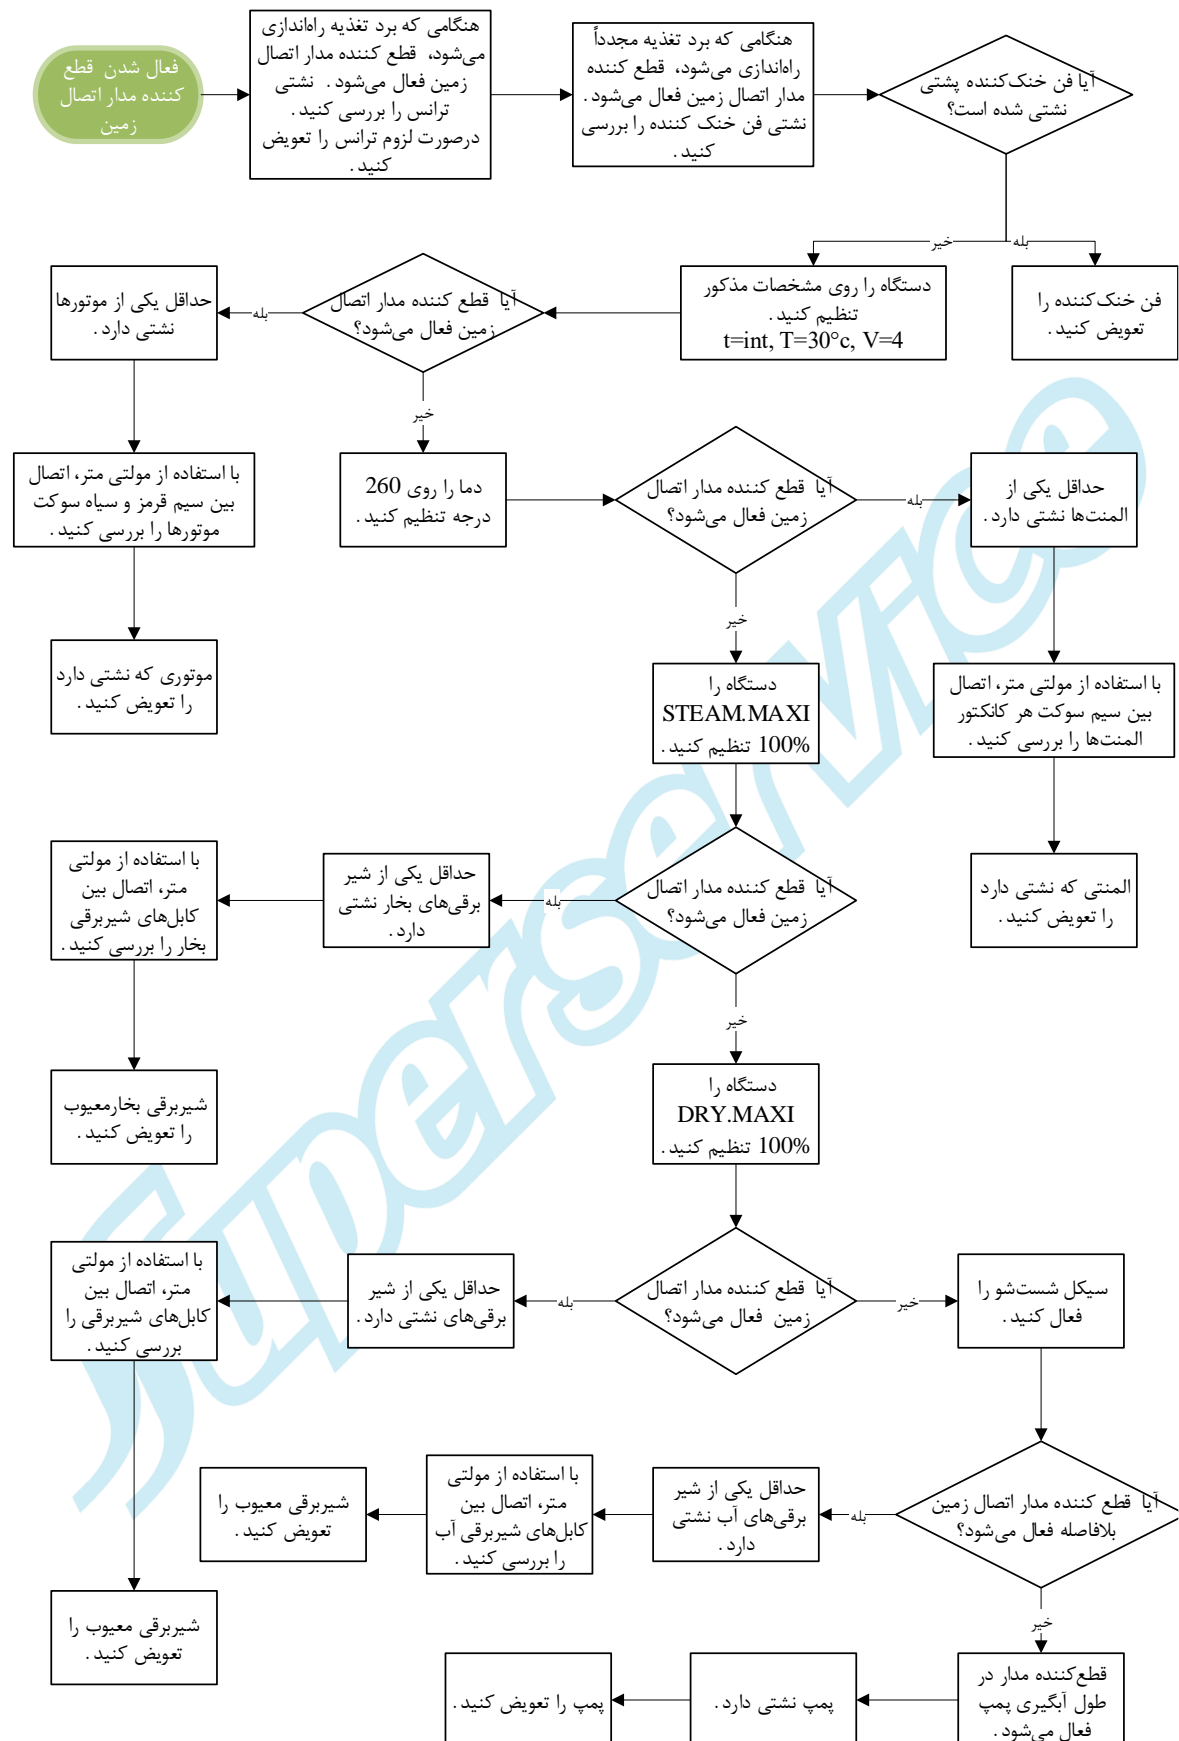 فعال شدن قطع
کننده مدار اتصال
زمین
هنگامی که برد تغذیه راه‌اندازی
می‌شود، قطع کننده مدار اتصال
زمین فعال می‌شود. نشتی
ترانس را بررسی کنید.
درصورت لزوم ترانس را تعویض
کنید.
هنگامی که برد تغذیه مجدداً
راه‌اندازی می‌شود، قطع کننده
مدار اتصال زمین فعال می‌شود.
نشتی فن خنک کننده را بررسی
کنید.
آیا فن خنک‌کننده پشتی
نشتی شده است؟
خیر
بله
فن خنک‌کننده را
تعویض کنید.
دستگاه را روی مشخصات مذکور
تنظیم کنید.
t=int, T=30°c, V=4
آیا قطع کننده مدار اتصال
زمین فعال می‌شود؟
بله
حداقل یکی از موتورها
نشتی دارد.
خیر
با استفاده از مولتی متر، اتصال
بین سیم قرمز و سیاه سوکت
موتورها را بررسی کنید.
موتوری که نشتی دارد
را تعویض کنید.
دما را روی 260
درجه تنظیم کنید.
آیا قطع کننده مدار اتصال
زمین فعال می‌شود؟
بله
حداقل یکی از
المنت‌ها نشتی دارد.
خیر
با استفاده از مولتی متر، اتصال
بین سیم سوکت هر کانکتور
المنت‌ها را بررسی کنید.
المنتی که نشتی دارد
را تعویض کنید.
دستگاه را
STEAM.MAXI
100% تنظیم کنید.
آیا قطع کننده مدار اتصال
زمین فعال می‌شود؟
بله
حداقل یکی از شیر
برقی‌های بخار نشتی
دارد.
با استفاده از مولتی
متر، اتصال بین
کابل‌های شیربرقی
بخار را بررسی کنید.
شیربرقی بخارمعیوب
را تعویض کنید.
خیر
دستگاه را
DRY.MAXI
100% تنظیم کنید.
آیا قطع کننده مدار اتصال
زمین فعال می‌شود؟
بله
حداقل یکی از شیر
برقی‌های نشتی دارد.
با استفاده از مولتی
متر، اتصال بین
کابل‌های شیربرقی را
بررسی کنید.
شیربرقی معیوب را
تعویض کنید.
خیر
سیکل شست‌شو را
فعال کنید.
آیا قطع کننده مدار اتصال زمین
بلافاصله فعال می‌شود؟
بله
حداقل یکی از شیر
برقی‌های آب نشتی
دارد.
با استفاده از مولتی
متر، اتصال بین
کابل‌های شیربرقی آب
را بررسی کنید.
شیربرقی معیوب را
تعویض کنید.
خیر
قطع‌کننده مدار در
طول آبگیری پمپ
فعال می‌شود.
پمپ نشتی دارد.
پمپ را تعویض کنید.
Superservice